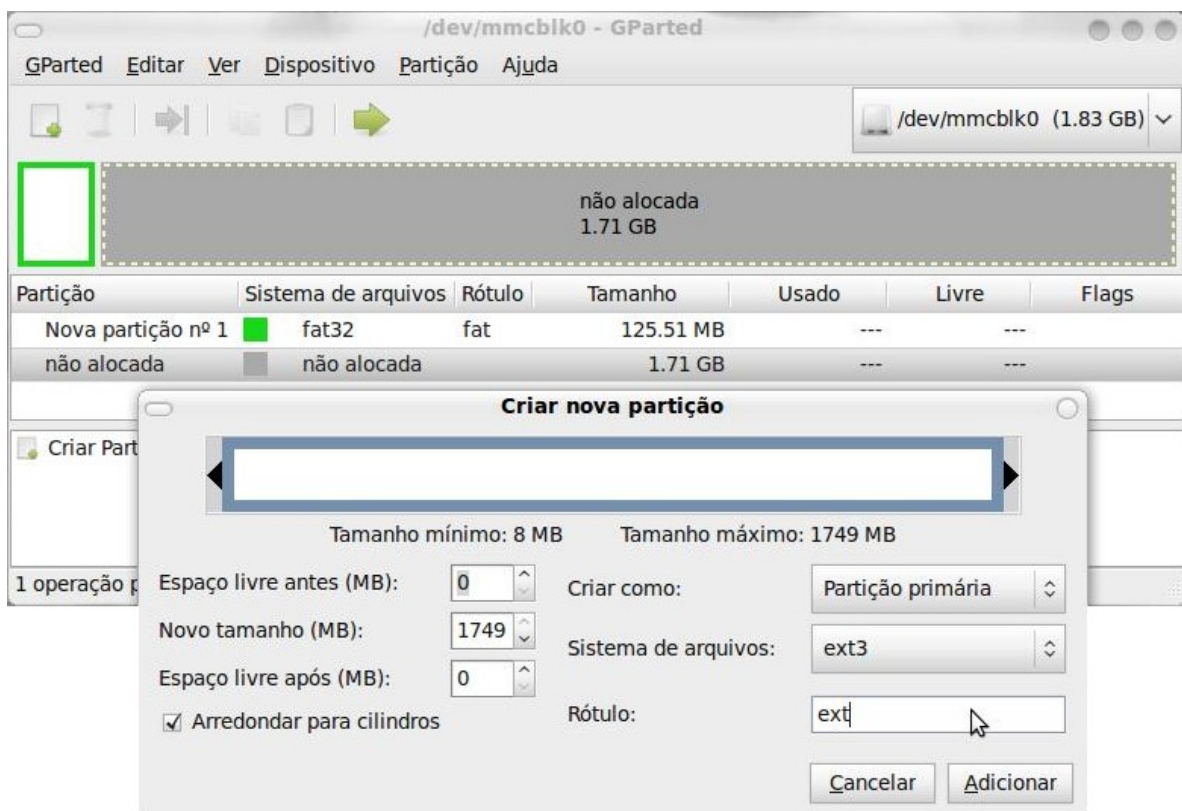 /dev/mmcblk0 - GParted
GParted Editar Ver Dispositivo Partição Ajuda
/dev/mmcblk0 (1.83 GB)
não alocada
1.71 GB
Partição Sistema de arquivos Rótulo Tamanho Usado Livre Flags
Nova partição nº 1 fat32 fat 125.51 MB --- ---
não alocada não alocada 1.71 GB --- ---
Criar nova partição
Criar Part
Tamanho mínimo: 8 MB Tamanho máximo: 1749 MB
1 operação p
Espaço livre antes (MB): 0 Criar como: Partição primária
Novo tamanho (MB): 1749 Sistema de arquivos: ext3
Espaço livre após (MB): 0
Arredondar para cilindros Rótulo: ext
Cancelar Adicionar